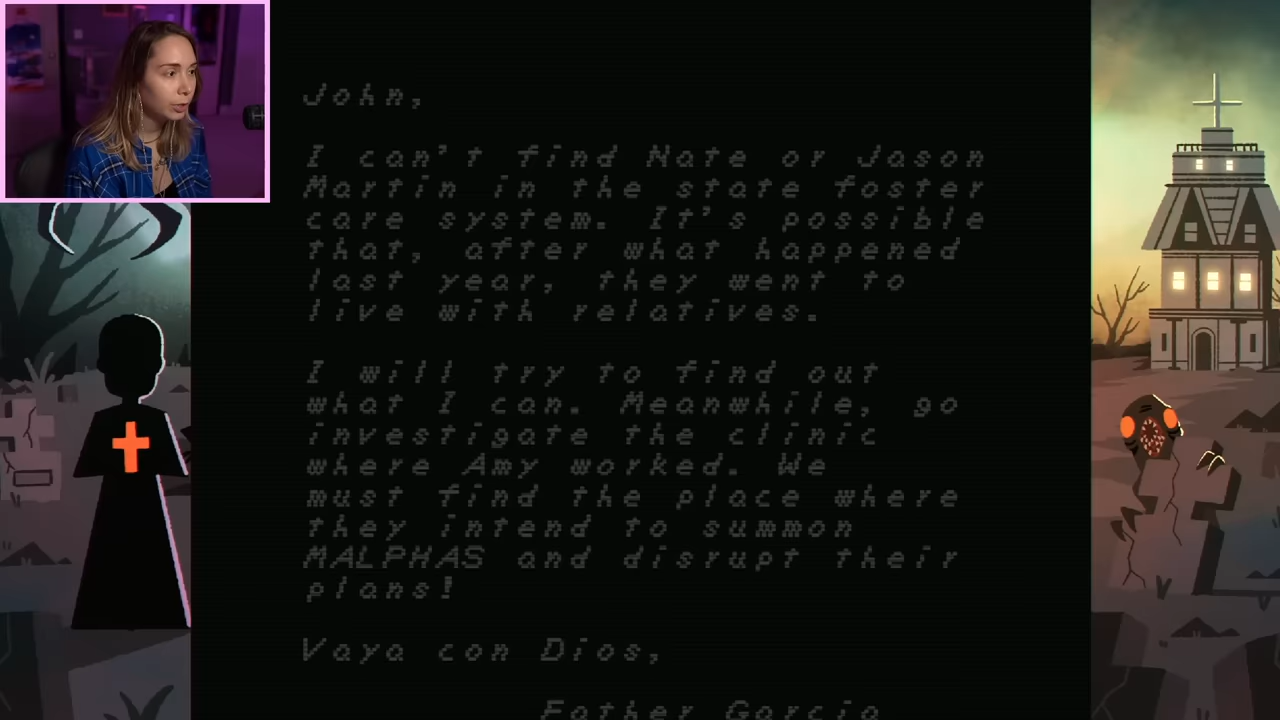 John,
I can't find Nate or Jason
Martin in the state foster
care system. It's possible
that, after what happened
last year, they went to
live with relatives.
I will try to find out
what I can. Meanwhile, go
investigate the clinic
where Amy worked. We
must find the place where
they intend to summon
MALPHAS and disrupt their
plans!
Vaya con Dios,
Father Garcia